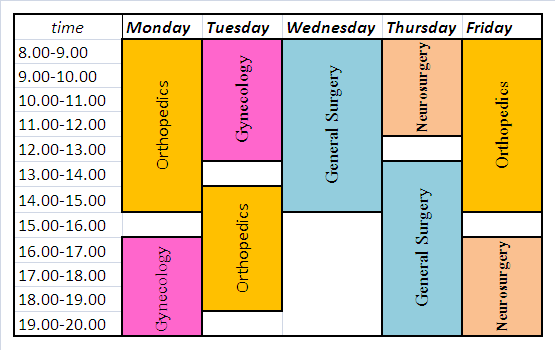 time Monday Tuesday Wednesday Thursday Friday
8.00-9.00
9.00-10.00
10.00-11.00
11.00-12.00
12.00-13.00
13.00-14.00
14.00-15.00
15.00-16.00
16.00-17.00
17.00-18.00
18.00-19.00
19.00-20.00
Orthopedics
Gynecology
Gynecology
Orthopedics
General Surgery
Neurosurgery
General Surgery
Orthopedics
Neurosurgery